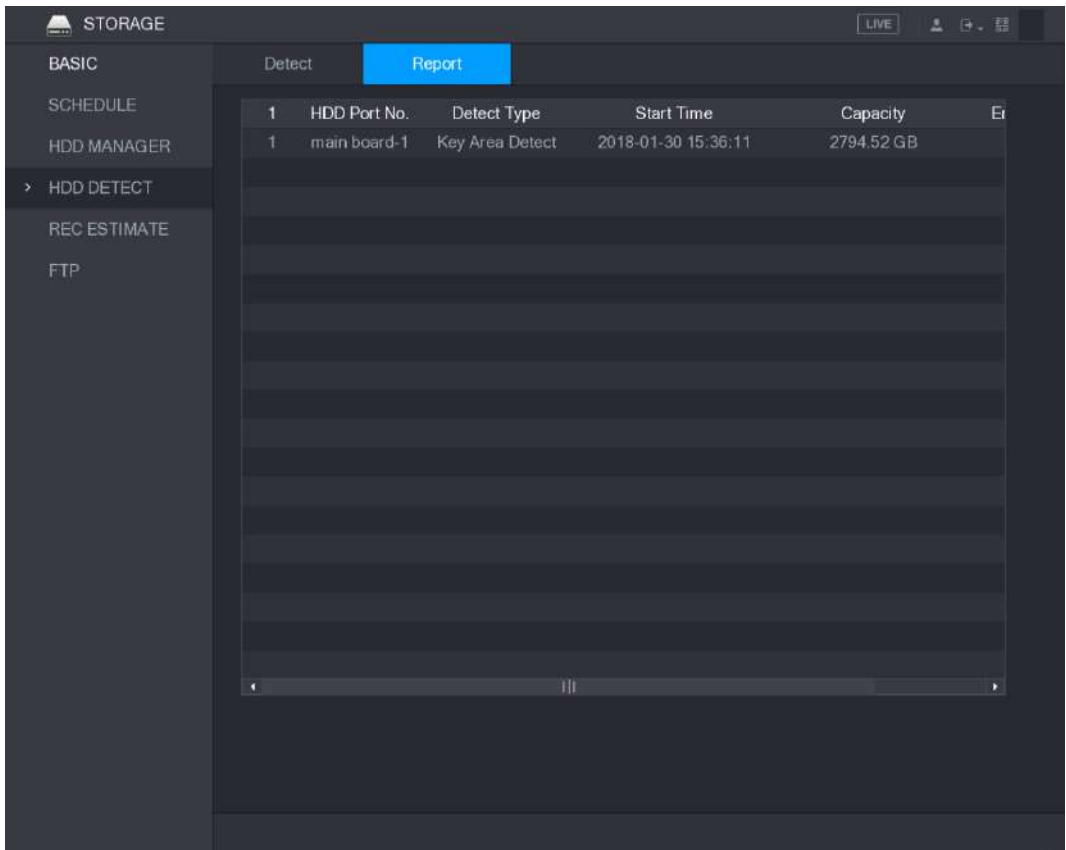 STORAGE LIVE
BASIC
SCHEDULE
HDD MANAGER
HDD DETECT
REC ESTIMATE
FTP
Detect Report
1 HDD Port No. Detect Type Start Time Capacity
1 main board-1 Key Area Detect 2018-01-30 15:36:11 2794.52 GB